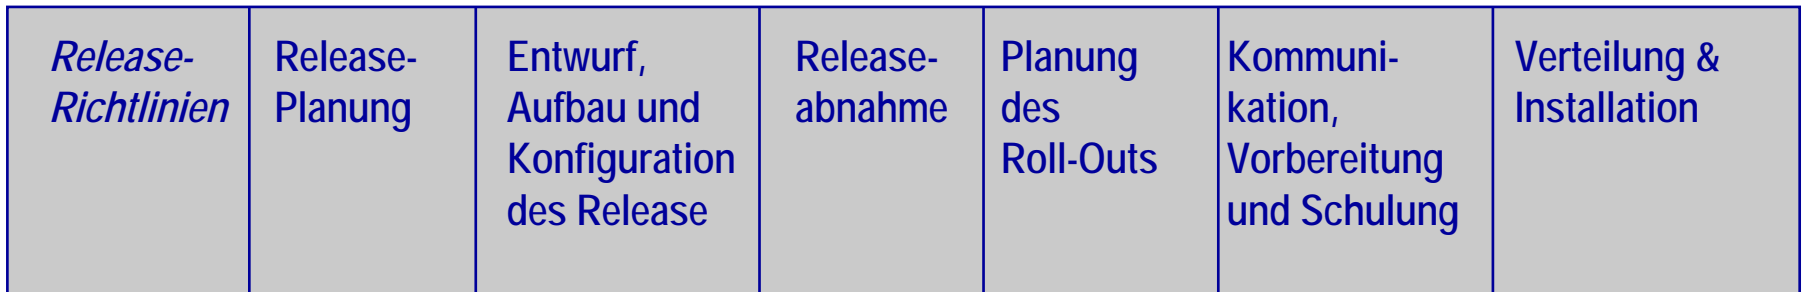 Release-
Richtlinien
Release-
Planung
Entwurf,
Aufbau und
Konfiguration
des Release
Release-
abnahme
Planung
des
Roll-Outs
Kommuni-
kation,
Vorbereitung
und Schulung
Verteilung &
Installation